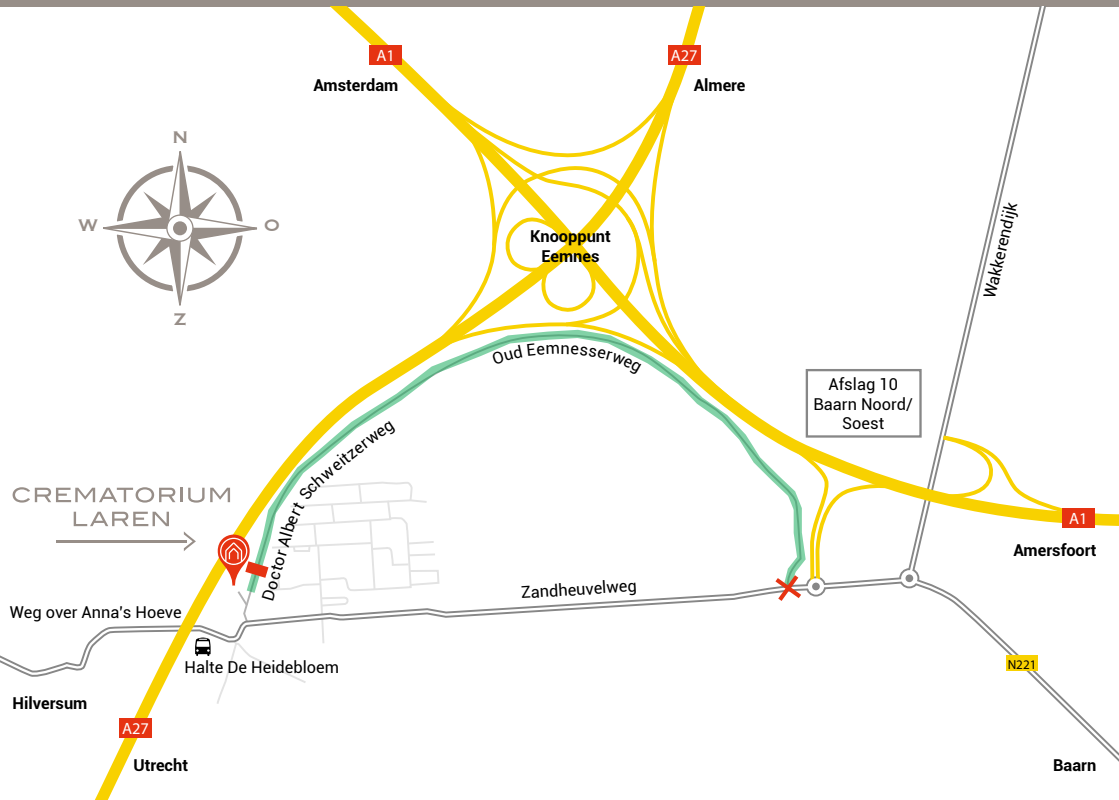 A1
Amsterdam
A27
Almere
N
W
O
Z
Knooppunt
Eemnes
Wakkerendijk
Oud Eemnesserweg
Afslag 10
Baarn Noord/
Soest
Doctor Albert Schweitzerweg
CREMATORIUM
LAREN
A1
Amersfoort
Zandheuvelweg
Weg over Anna's Hoeve
Halte De Heidebloem
N221
Hilversum
A27
Utrecht
Baarn